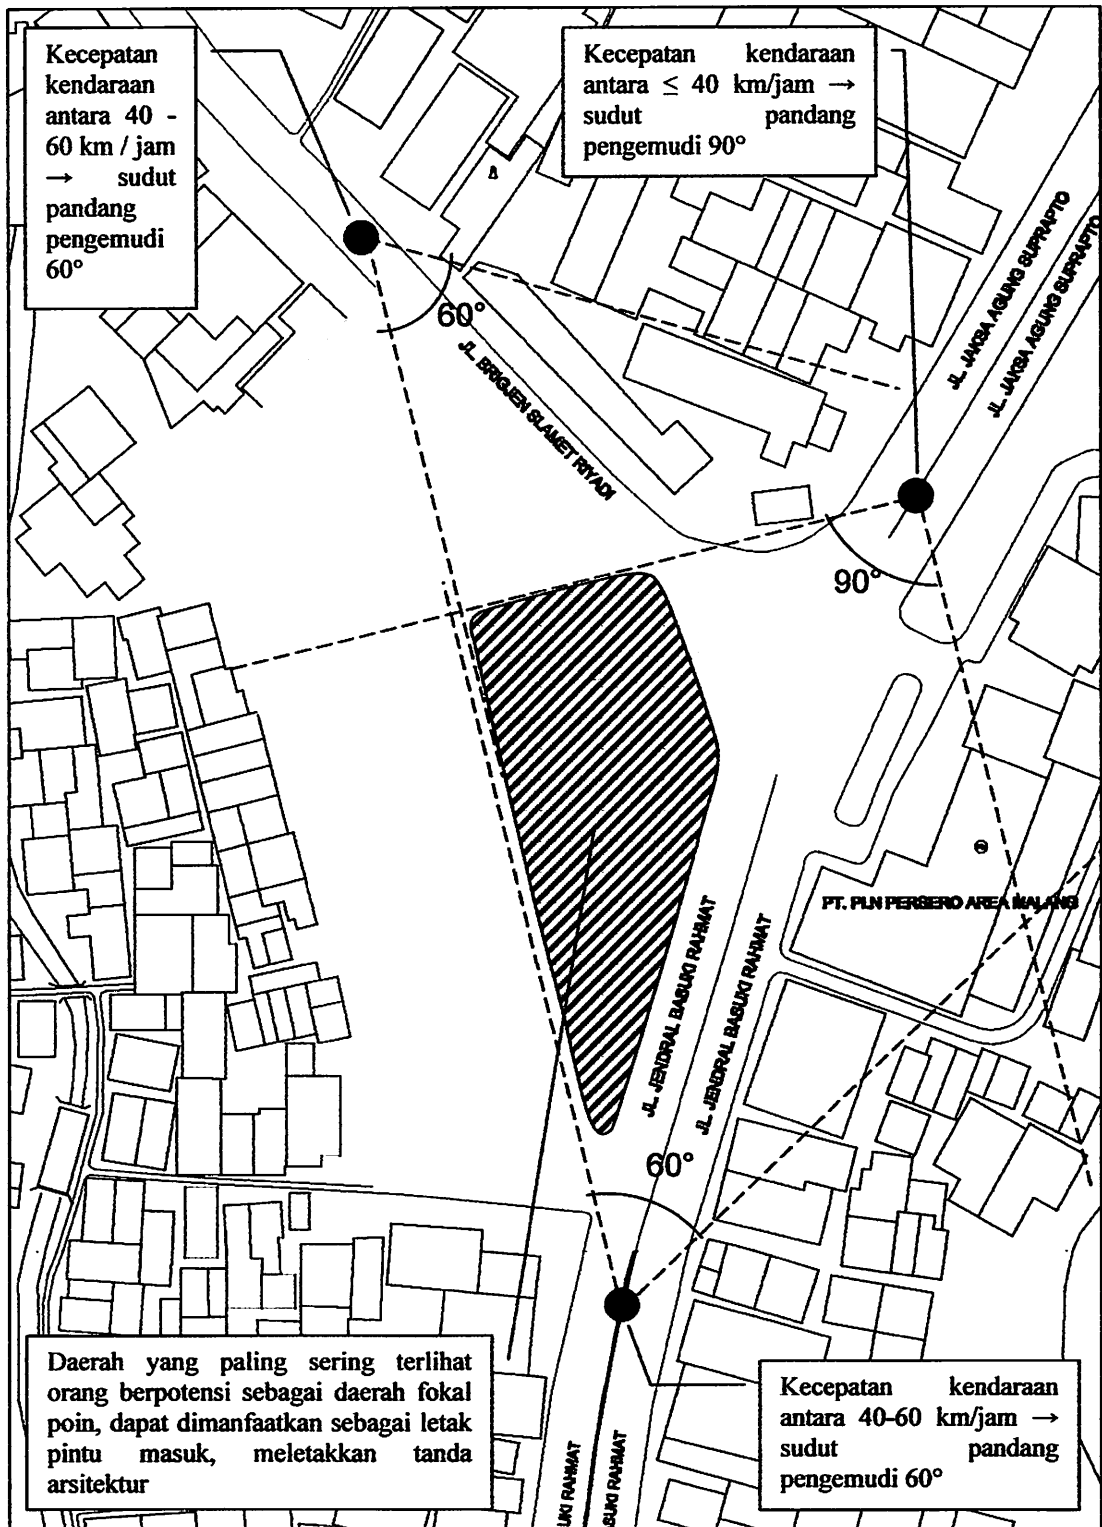 Kecepatan
kendaraan
antara 40 -
60 km / jam
→ sudut
pandang
pengemudi
60°
Kecepatan kendaraan
antara ≤ 40 km/jam →
sudut pandang
pengemudi 90°
60°
JL. BRIGJEN SLAMET RIYADI
JL. JAKSA AGUNG SUPRAPTO
JL. JAKSA AGUNG SUPRAPTO
90°
PT. PLN PERSERO AREA MALANG
JL. JENDRAL BASUKI RAHMAT
JL. JENDRAL BASUKI RAHMAT
60°
Daerah yang paling sering terlihat
orang berpotensi sebagai daerah fokal
poin, dapat dimanfaatkan sebagai letak
pintu masuk, meletakkan tanda
arsitektur
Kecepatan kendaraan
antara 40-60 km/jam →
sudut pandang
pengemudi 60°
RAHMAT
RAHMAT